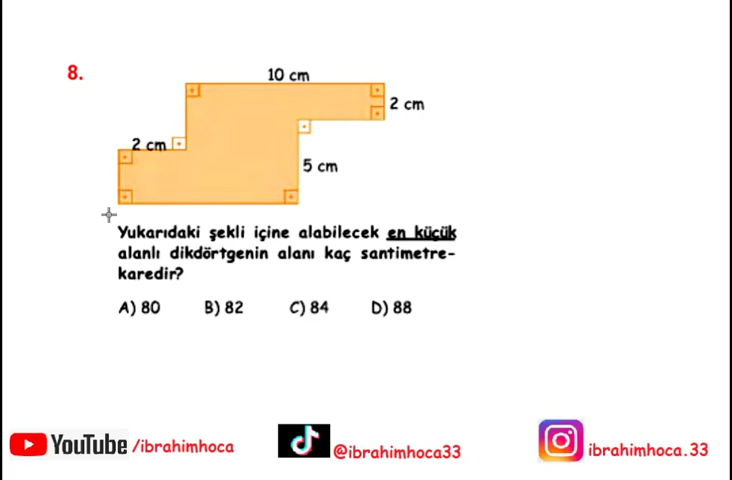 8.
10 cm
2 cm
2 cm
5 cm
Yukarıdaki şekli içine alabilecek en küçük
alanlı dikdörtgenin alanı kaç santimetre-
karedir?
A) 80 B) 82 C) 84 D) 88
YouTube /ibrahimhoca @ibrahimhoca33 ibrahimhoca.33